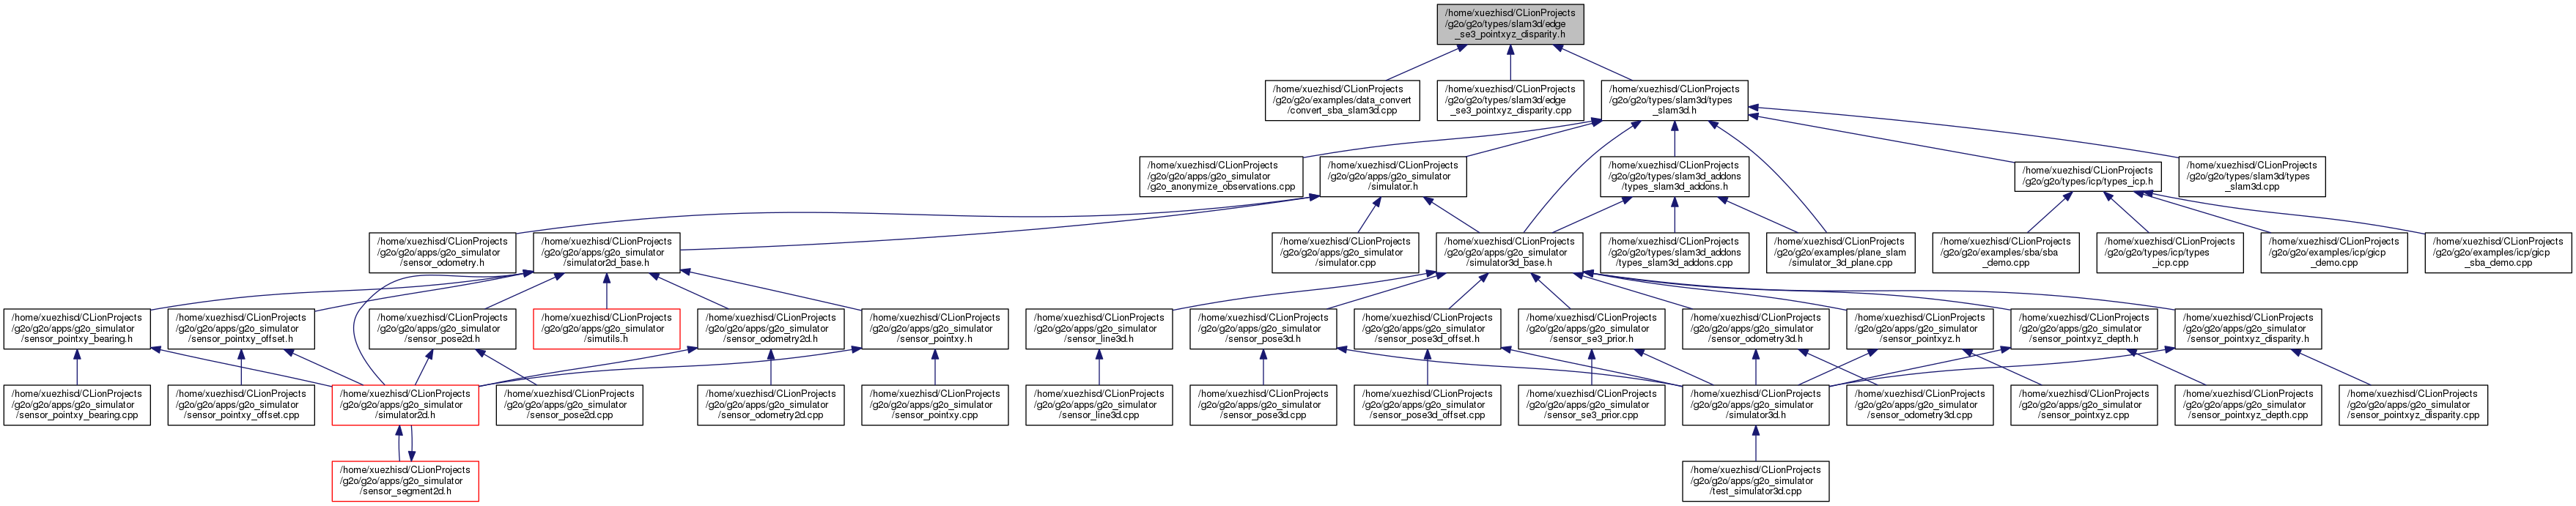 /home/xuezhisd/CLionProjects
/g2o/g2o/types/slam3d/edge
_se3_pointxyz_disparity.h
/home/xuezhisd/CLionProjects
/g2o/g2o/examples/data_convert
/convert_sba_slam3d.cpp
/home/xuezhisd/CLionProjects
/g2o/g2o/types/slam3d/edge
_se3_pointxyz_disparity.cpp
/home/xuezhisd/CLionProjects
/g2o/g2o/types/slam3d/types
_slam3d.h
/home/xuezhisd/CLionProjects
/g2o/g2o/apps/g2o_simulator
/g2o_anonymize_observations.cpp
/home/xuezhisd/CLionProjects
/g2o/g2o/apps/g2o_simulator
/simulator.h
/home/xuezhisd/CLionProjects
/g2o/g2o/types/slam3d_addons
/types_slam3d_addons.h
/home/xuezhisd/CLionProjects
/g2o/g2o/types/icp/types_icp.h
/home/xuezhisd/CLionProjects
/g2o/g2o/types/slam3d/types
_slam3d.cpp
/home/xuezhisd/CLionProjects
/g2o/g2o/apps/g2o_simulator
/sensor_odometry.h
/home/xuezhisd/CLionProjects
/g2o/g2o/apps/g2o_simulator
/simulator2d_base.h
/home/xuezhisd/CLionProjects
/g2o/g2o/apps/g2o_simulator
/simulator.cpp
/home/xuezhisd/CLionProjects
/g2o/g2o/apps/g2o_simulator
/simulator3d_base.h
/home/xuezhisd/CLionProjects
/g2o/g2o/types/slam3d_addons
/types_slam3d_addons.cpp
/home/xuezhisd/CLionProjects
/g2o/g2o/examples/plane_slam
/simulator_3d_plane.cpp
/home/xuezhisd/CLionProjects
/g2o/g2o/examples/sba/sba
_demo.cpp
/home/xuezhisd/CLionProjects
/g2o/g2o/types/icp/types
_icp.cpp
/home/xuezhisd/CLionProjects
/g2o/g2o/examples/icp/gicp
_demo.cpp
/home/xuezhisd/CLionProjects
/g2o/g2o/examples/icp/gicp
_sba_demo.cpp
/home/xuezhisd/CLionProjects
/g2o/g2o/apps/g2o_simulator
/sensor_pointxy_bearing.h
/home/xuezhisd/CLionProjects
/g2o/g2o/apps/g2o_simulator
/sensor_pointxy_offset.h
/home/xuezhisd/CLionProjects
/g2o/g2o/apps/g2o_simulator
/sensor_pose2d.h
/home/xuezhisd/CLionProjects
/g2o/g2o/apps/g2o_simulator
/simutils.h
/home/xuezhisd/CLionProjects
/g2o/g2o/apps/g2o_simulator
/sensor_odometry2d.h
/home/xuezhisd/CLionProjects
/g2o/g2o/apps/g2o_simulator
/sensor_pointxy.h
/home/xuezhisd/CLionProjects
/g2o/g2o/apps/g2o_simulator
/sensor_line3d.h
/home/xuezhisd/CLionProjects
/g2o/g2o/apps/g2o_simulator
/sensor_pose3d.h
/home/xuezhisd/CLionProjects
/g2o/g2o/apps/g2o_simulator
/sensor_pose3d_offset.h
/home/xuezhisd/CLionProjects
/g2o/g2o/apps/g2o_simulator
/sensor_se3_prior.h
/home/xuezhisd/CLionProjects
/g2o/g2o/apps/g2o_simulator
/sensor_odometry3d.h
/home/xuezhisd/CLionProjects
/g2o/g2o/apps/g2o_simulator
/sensor_pointxyz.h
/home/xuezhisd/CLionProjects
/g2o/g2o/apps/g2o_simulator
/sensor_pointxyz_depth.h
/home/xuezhisd/CLionProjects
/g2o/g2o/apps/g2o_simulator
/sensor_pointxyz_disparity.h
/home/xuezhisd/CLionProjects
/g2o/g2o/apps/g2o_simulator
/sensor_pointxy_bearing.cpp
/home/xuezhisd/CLionProjects
/g2o/g2o/apps/g2o_simulator
/sensor_pointxy_offset.cpp
/home/xuezhisd/CLionProjects
/g2o/g2o/apps/g2o_simulator
/simulator2d.h
/home/xuezhisd/CLionProjects
/g2o/g2o/apps/g2o_simulator
/sensor_pose2d.cpp
/home/xuezhisd/CLionProjects
/g2o/g2o/apps/g2o_simulator
/sensor_odometry2d.cpp
/home/xuezhisd/CLionProjects
/g2o/g2o/apps/g2o_simulator
/sensor_pointxy.cpp
/home/xuezhisd/CLionProjects
/g2o/g2o/apps/g2o_simulator
/sensor_line3d.cpp
/home/xuezhisd/CLionProjects
/g2o/g2o/apps/g2o_simulator
/sensor_pose3d.cpp
/home/xuezhisd/CLionProjects
/g2o/g2o/apps/g2o_simulator
/sensor_pose3d_offset.cpp
/home/xuezhisd/CLionProjects
/g2o/g2o/apps/g2o_simulator
/sensor_se3_prior.cpp
/home/xuezhisd/CLionProjects
/g2o/g2o/apps/g2o_simulator
/simulator3d.h
/home/xuezhisd/CLionProjects
/g2o/g2o/apps/g2o_simulator
/sensor_odometry3d.cpp
/home/xuezhisd/CLionProjects
/g2o/g2o/apps/g2o_simulator
/sensor_pointxyz.cpp
/home/xuezhisd/CLionProjects
/g2o/g2o/apps/g2o_simulator
/sensor_pointxyz_depth.cpp
/home/xuezhisd/CLionProjects
/g2o/g2o/apps/g2o_simulator
/sensor_pointxyz_disparity.cpp
/home/xuezhisd/CLionProjects
/g2o/g2o/apps/g2o_simulator
/sensor_segment2d.h
/home/xuezhisd/CLionProjects
/g2o/g2o/apps/g2o_simulator
/test_simulator3d.cpp